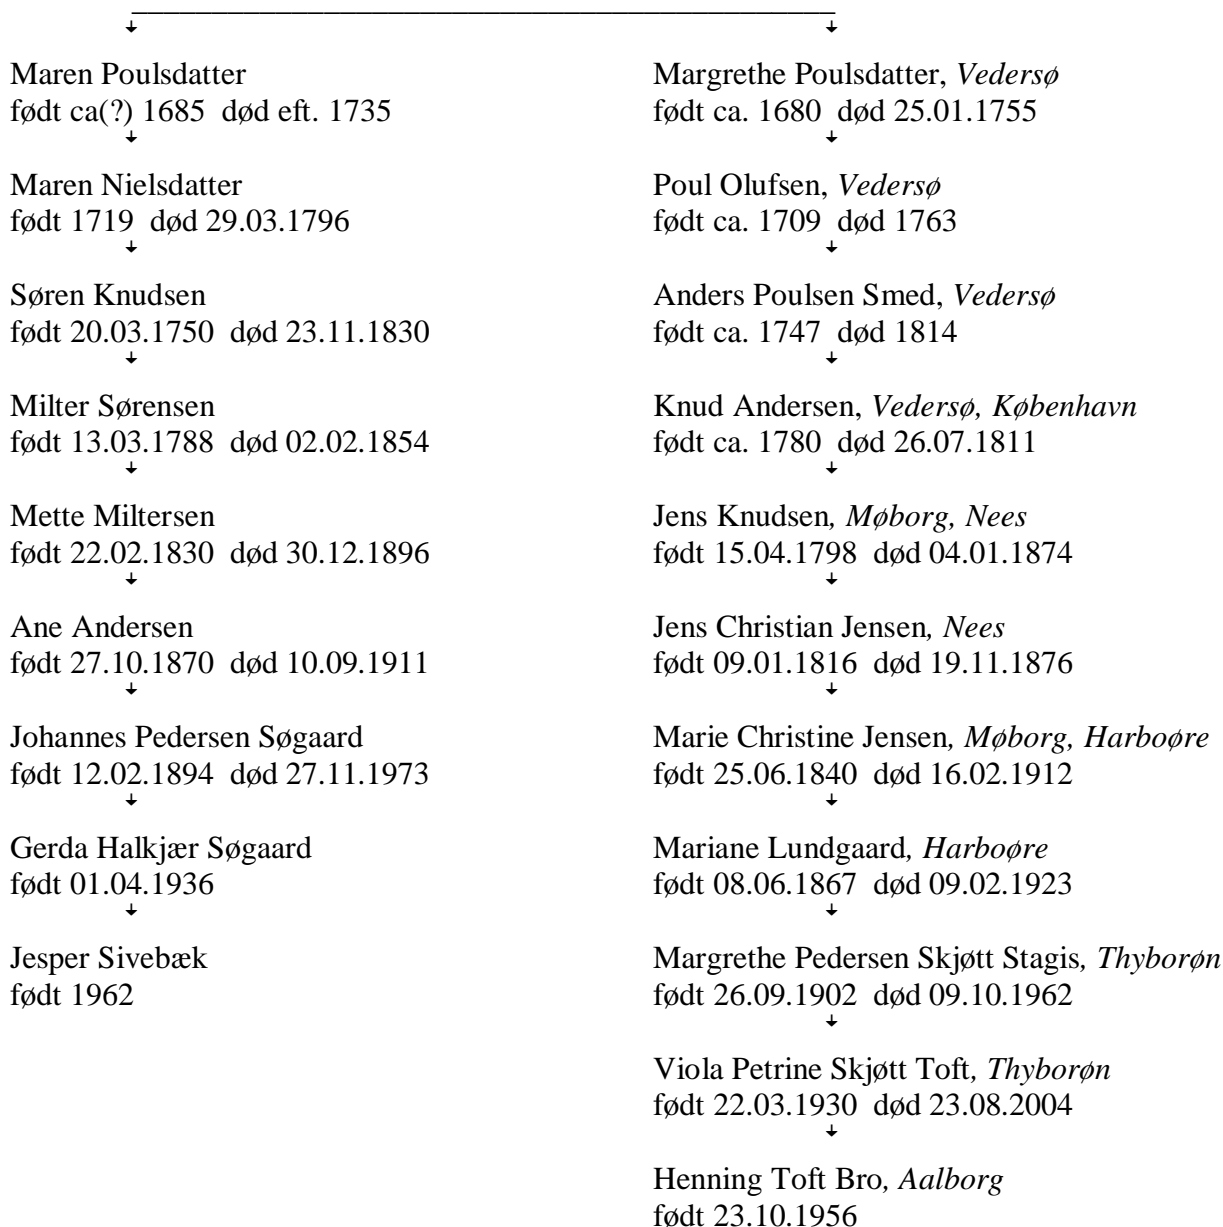 Maren Poulsdatter
født ca(?) 1685  død eft. 1735
Maren Nielsdatter
født 1719  død 29.03.1796
Søren Knudsen
født 20.03.1750  død 23.11.1830
Milter Sørensen
født 13.03.1788  død 02.02.1854
Mette Miltersen
født 22.02.1830  død 30.12.1896
Ane Andersen
født 27.10.1870  død 10.09.1911
Johannes Pedersen Søgaard
født 12.02.1894  død 27.11.1973
Gerda Halkjær Søgaard
født 01.04.1936
Jesper Sivebæk
født 1962
Margrethe Poulsdatter, Vedersø
født ca. 1680  død 25.01.1755
Poul Olufsen, Vedersø
født ca. 1709  død 1763
Anders Poulsen Smed, Vedersø
født ca. 1747  død 1814
Knud Andersen, Vedersø, København
født ca. 1780  død 26.07.1811
Jens Knudsen, Møborg, Nees
født 15.04.1798  død 04.01.1874
Jens Christian Jensen, Nees
født 09.01.1816  død 19.11.1876
Marie Christine Jensen, Møborg, Harboøre
født 25.06.1840  død 16.02.1912
Mariane Lundgaard, Harboøre
født 08.06.1867  død 09.02.1923
Margrethe Pedersen Skjøtt Stagis, Thyborøn
født 26.09.1902  død 09.10.1962
Viola Petrine Skjøtt Toft, Thyborøn
født 22.03.1930  død 23.08.2004
Henning Toft Bro, Aalborg
født 23.10.1956